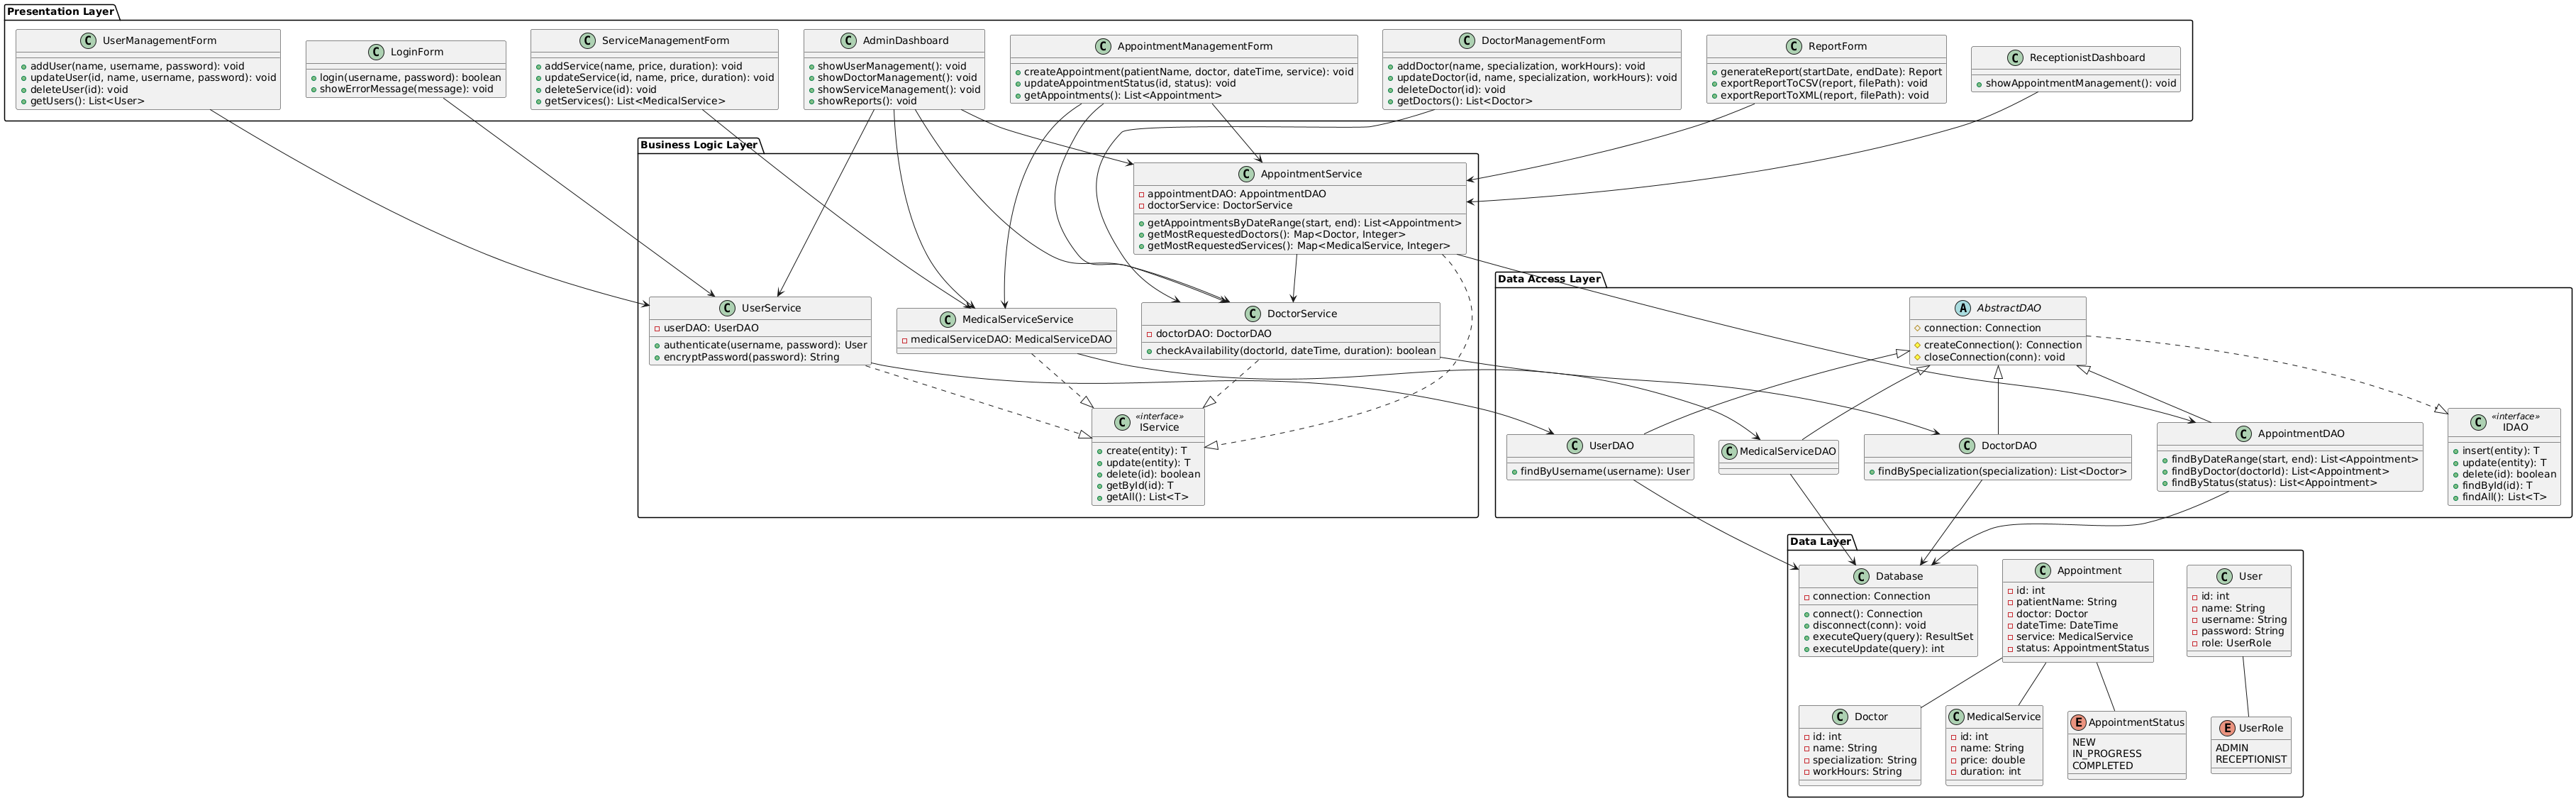 Presentation Layer
UserManagementForm
addUser(name, username, password): void
updateUser(id, name, username, password): void
deleteUser(id): void
getUsers(): List<User>
LoginForm
login(username, password): boolean
showErrorMessage(message): void
ServiceManagementForm
addService(name, price, duration): void
updateService(id, name, price, duration): void
deleteService(id): void
getServices(): List<MedicalService>
AdminDashboard
showUserManagement(): void
showDoctorManagement(): void
showServiceManagement(): void
showReports(): void
AppointmentManagementForm
createAppointment(patientName, doctor, dateTime, service): void
updateAppointmentStatus(id, status): void
getAppointments(): List<Appointment>
DoctorManagementForm
addDoctor(name, specialization, workHours): void
updateDoctor(id, name, specialization, workHours): void
deleteDoctor(id): void
getDoctors(): List<Doctor>
ReportForm
generateReport(startDate, endDate): Report
exportReportToCSV(report, filePath): void
exportReportToXML(report, filePath): void
ReceptionistDashboard
showAppointmentManagement(): void
Business Logic Layer
AppointmentService
appointmentDAO: AppointmentDAO
doctorService: DoctorService
getAppointmentsByDateRange(start, end): List<Appointment>
getMostRequestedDoctors(): Map<Doctor, Integer>
getMostRequestedServices(): Map<MedicalService, Integer>
UserService
userDAO: UserDAO
authenticate(username, password): User
encryptPassword(password): String
MedicalServiceService
medicalServiceDAO: MedicalServiceDAO
DoctorService
doctorDAO: DoctorDAO
checkAvailability(doctorId, dateTime, duration): boolean
«interface»
IService
create(entity): T
update(entity): T
delete(id): boolean
getById(id): T
getAll(): List<T>
Data Access Layer
AbstractDAO
connection: Connection
createConnection(): Connection
closeConnection(conn): void
UserDAO
findByUsername(username): User
MedicalServiceDAO
DoctorDAO
findBySpecialization(specialization): List<Doctor>
AppointmentDAO
findByDateRange(start, end): List<Appointment>
findByDoctor(doctorId): List<Appointment>
findByStatus(status): List<Appointment>
«interface»
IDAO
insert(entity): T
update(entity): T
delete(id): boolean
findById(id): T
findAll(): List<T>
Data Layer
Database
connection: Connection
connect(): Connection
disconnect(conn): void
executeQuery(query): ResultSet
executeUpdate(query): int
Appointment
id: int
patientName: String
doctor: Doctor
dateTime: DateTime
service: MedicalService
status: AppointmentStatus
User
id: int
name: String
username: String
password: String
role: UserRole
Doctor
id: int
name: String
specialization: String
workHours: String
MedicalService
id: int
name: String
price: double
duration: int
AppointmentStatus
NEW
IN_PROGRESS
COMPLETED
UserRole
ADMIN
RECEPTIONIST